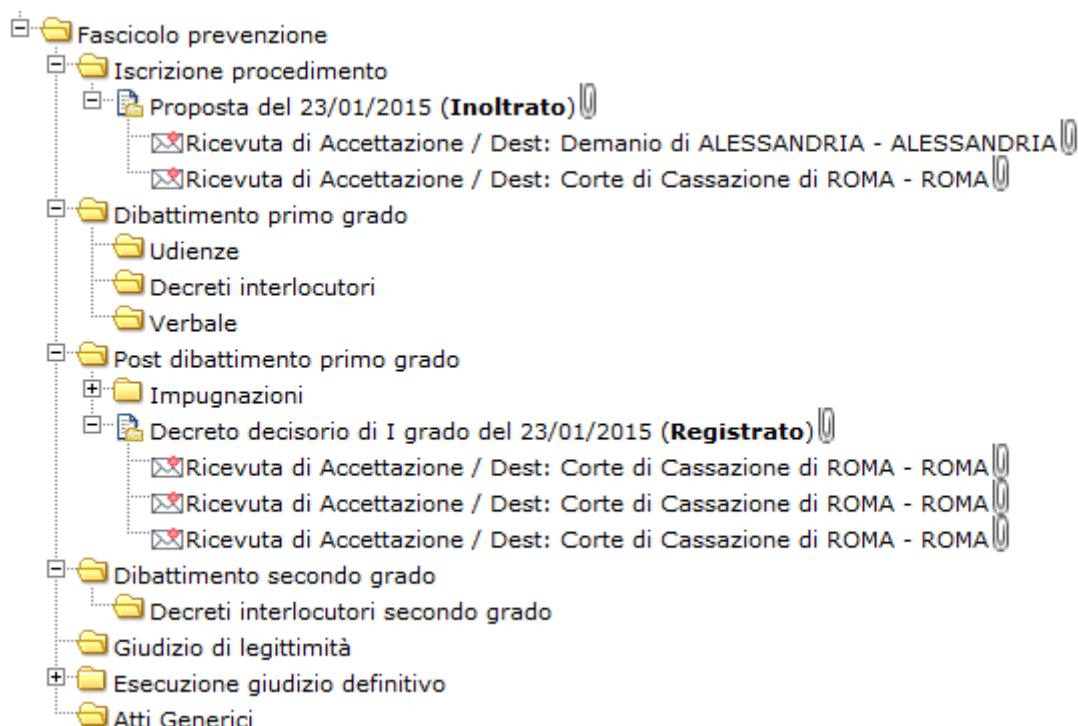 Fascicolo prevenzione
Iscrizione procedimento
Proposta del 23/01/2015 (Inoltrato)
Ricevuta di Accettazione / Dest: Demanio di ALESSANDRIA - ALESSANDRIA
Ricevuta di Accettazione / Dest: Corte di Cassazione di ROMA - ROMA
Dibattimento primo grado
Udienze
Decreti interlocutori
Verbale
Post dibattimento primo grado
Impugnazioni
Decreto decisorio di I grado del 23/01/2015 (Registrato)
Ricevuta di Accettazione / Dest: Corte di Cassazione di ROMA - ROMA
Ricevuta di Accettazione / Dest: Corte di Cassazione di ROMA - ROMA
Ricevuta di Accettazione / Dest: Corte di Cassazione di ROMA - ROMA
Dibattimento secondo grado
Decreti interlocutori secondo grado
Giudizio di legittimità
Esecuzione giudizio definitivo
Atti Generici